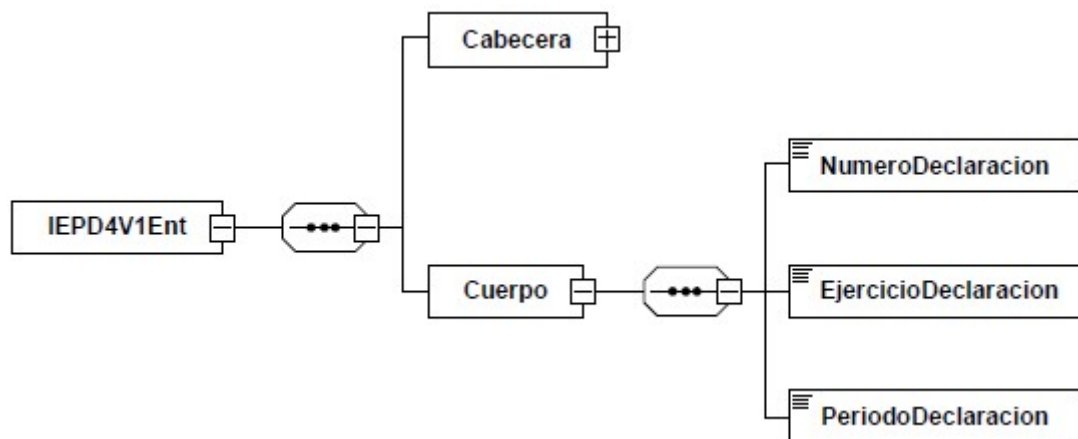 Cabecera
NumeroDeclaracion
IEPD4V1Ent
Cuerpo
EjercicioDeclaracion
PeriodoDeclaracion